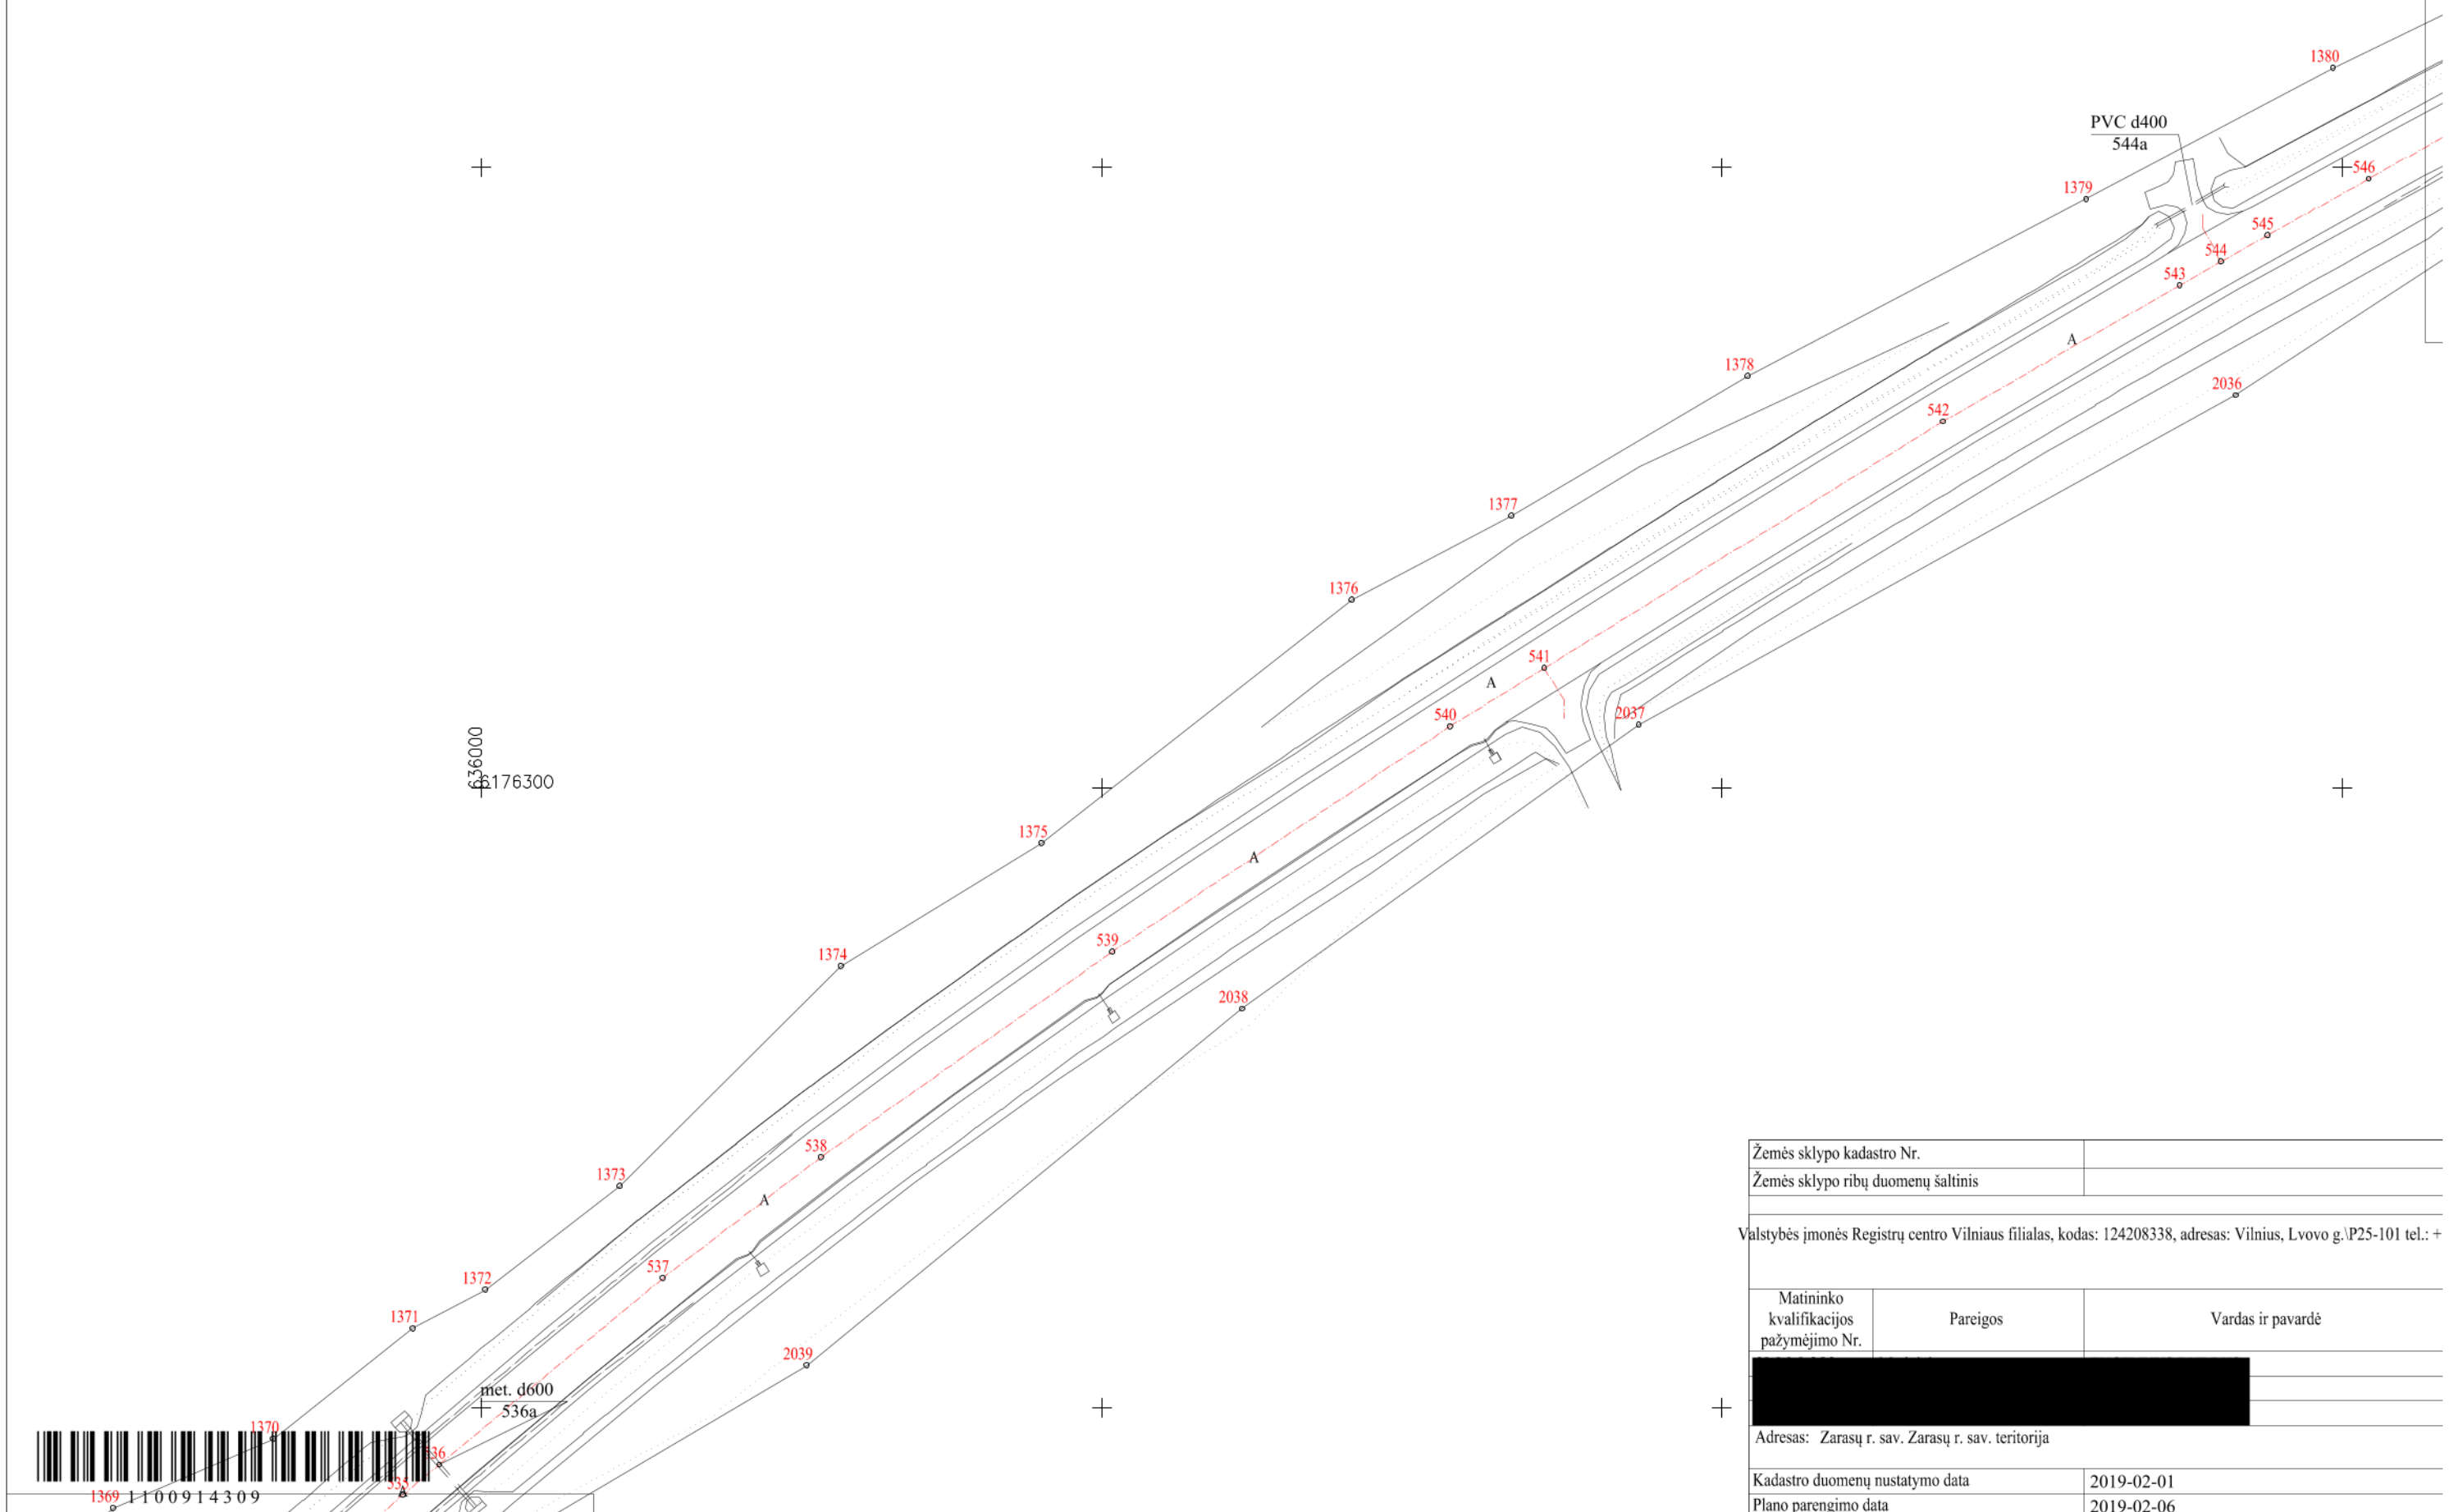 1380
PVC d400
544a
546
1379
545
544
543
A
1378
2036
542
1377
1376
541
A
2037
540
636000
6176300
A
1375
539
1374
2038
538
1373
A
537
1372
1371
2039
met. d600
536a
1370
536
535
A
1369
1100914309
Žemės sklypo kadastro Nr.
Žemės sklypo ribų duomenų šaltinis
Valstybės įmonės Registrų centro Vilniaus filialas, kodas: 124208338, adresas: Vilnius, Lvovo g.\P25-101 tel.: +
Matininko
kvalifikacijos
pažymėjimo Nr.
Pareigos
Vardas ir pavardė
Adresas: Zarasų r. sav. Zarasų r. sav. teritorija
Kadastro duomenų nustatymo data 2019-02-01
Plano parengimo data 2019-02-06